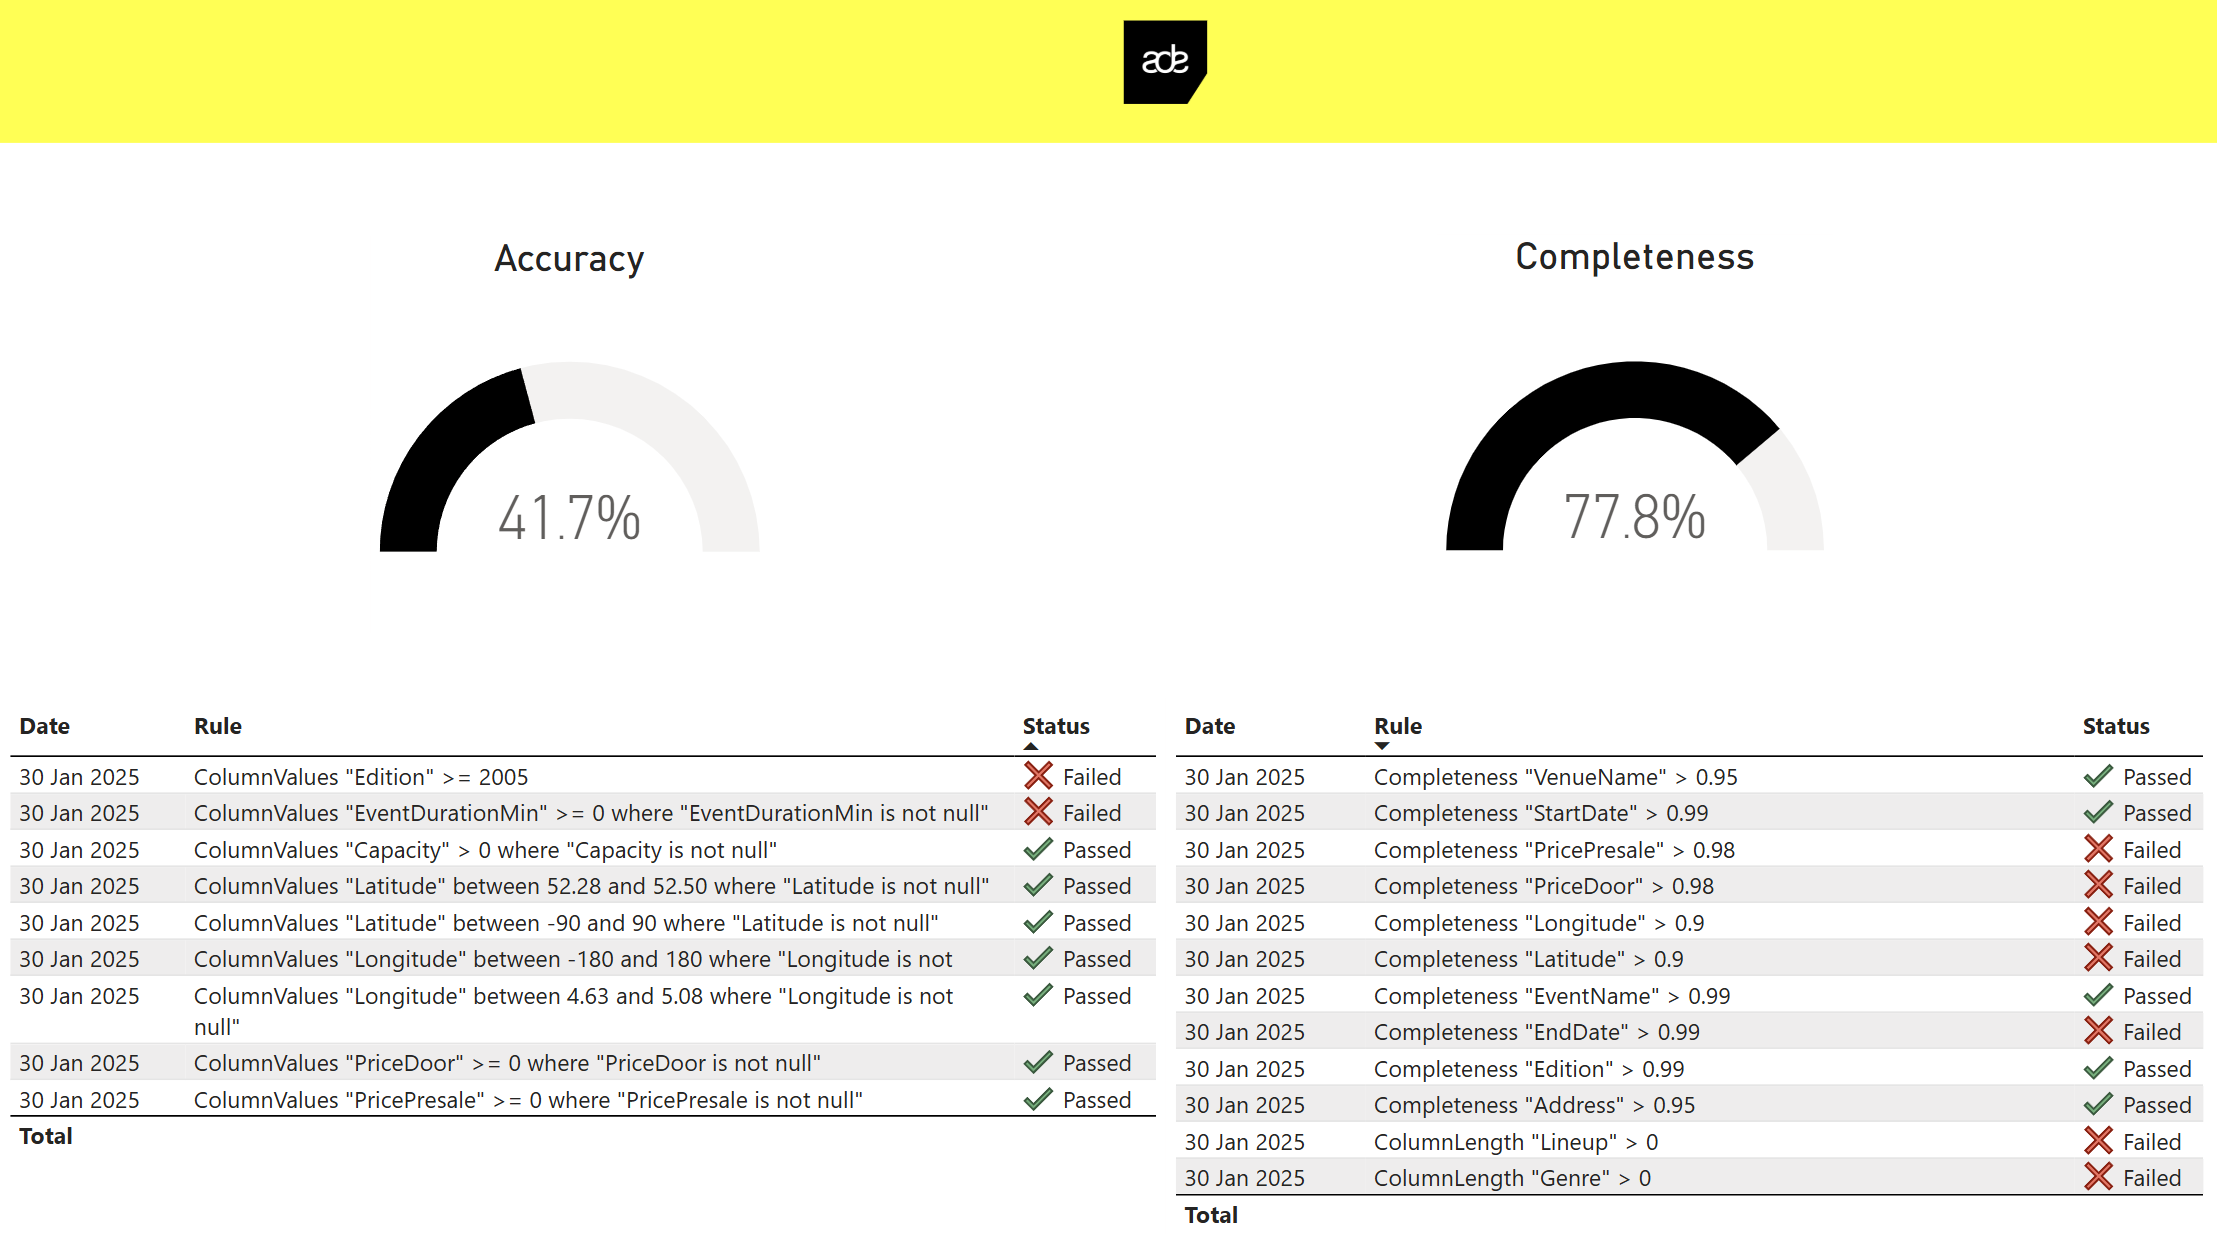 ade
Accuracy
Completeness
41.7%
77.8%
Date Rule Status
30 Jan 2025 ColumnValues "Edition" >= 2005 Failed
30 Jan 2025 ColumnValues "EventDurationMin" >= 0 where "EventDurationMin is not null" Failed
30 Jan 2025 ColumnValues "Capacity" > 0 where "Capacity is not null" Passed
30 Jan 2025 ColumnValues "Latitude" between 52.28 and 52.50 where "Latitude is not null" Passed
30 Jan 2025 ColumnValues "Latitude" between -90 and 90 where "Latitude is not null" Passed
30 Jan 2025 ColumnValues "Longitude" between -180 and 180 where "Longitude is not Passed
30 Jan 2025 ColumnValues "Longitude" between 4.63 and 5.08 where "Longitude is not Passed
null"
30 Jan 2025 ColumnValues "PriceDoor" >= 0 where "PriceDoor is not null" Passed
30 Jan 2025 ColumnValues "PricePresale" >= 0 where "PricePresale is not null" Passed
Total
Date Rule Status
30 Jan 2025 Completeness "VenueName" > 0.95 Passed
30 Jan 2025 Completeness "StartDate" > 0.99 Passed
30 Jan 2025 Completeness "PricePresale" > 0.98 Failed
30 Jan 2025 Completeness "PriceDoor" > 0.98 Failed
30 Jan 2025 Completeness "Longitude" > 0.9 Failed
30 Jan 2025 Completeness "Latitude" > 0.9 Failed
30 Jan 2025 Completeness "EventName" > 0.99 Passed
30 Jan 2025 Completeness "EndDate" > 0.99 Failed
30 Jan 2025 Completeness "Edition" > 0.99 Passed
30 Jan 2025 Completeness "Address" > 0.95 Passed
30 Jan 2025 ColumnLength "Lineup" > 0 Failed
30 Jan 2025 ColumnLength "Genre" > 0 Failed
Total